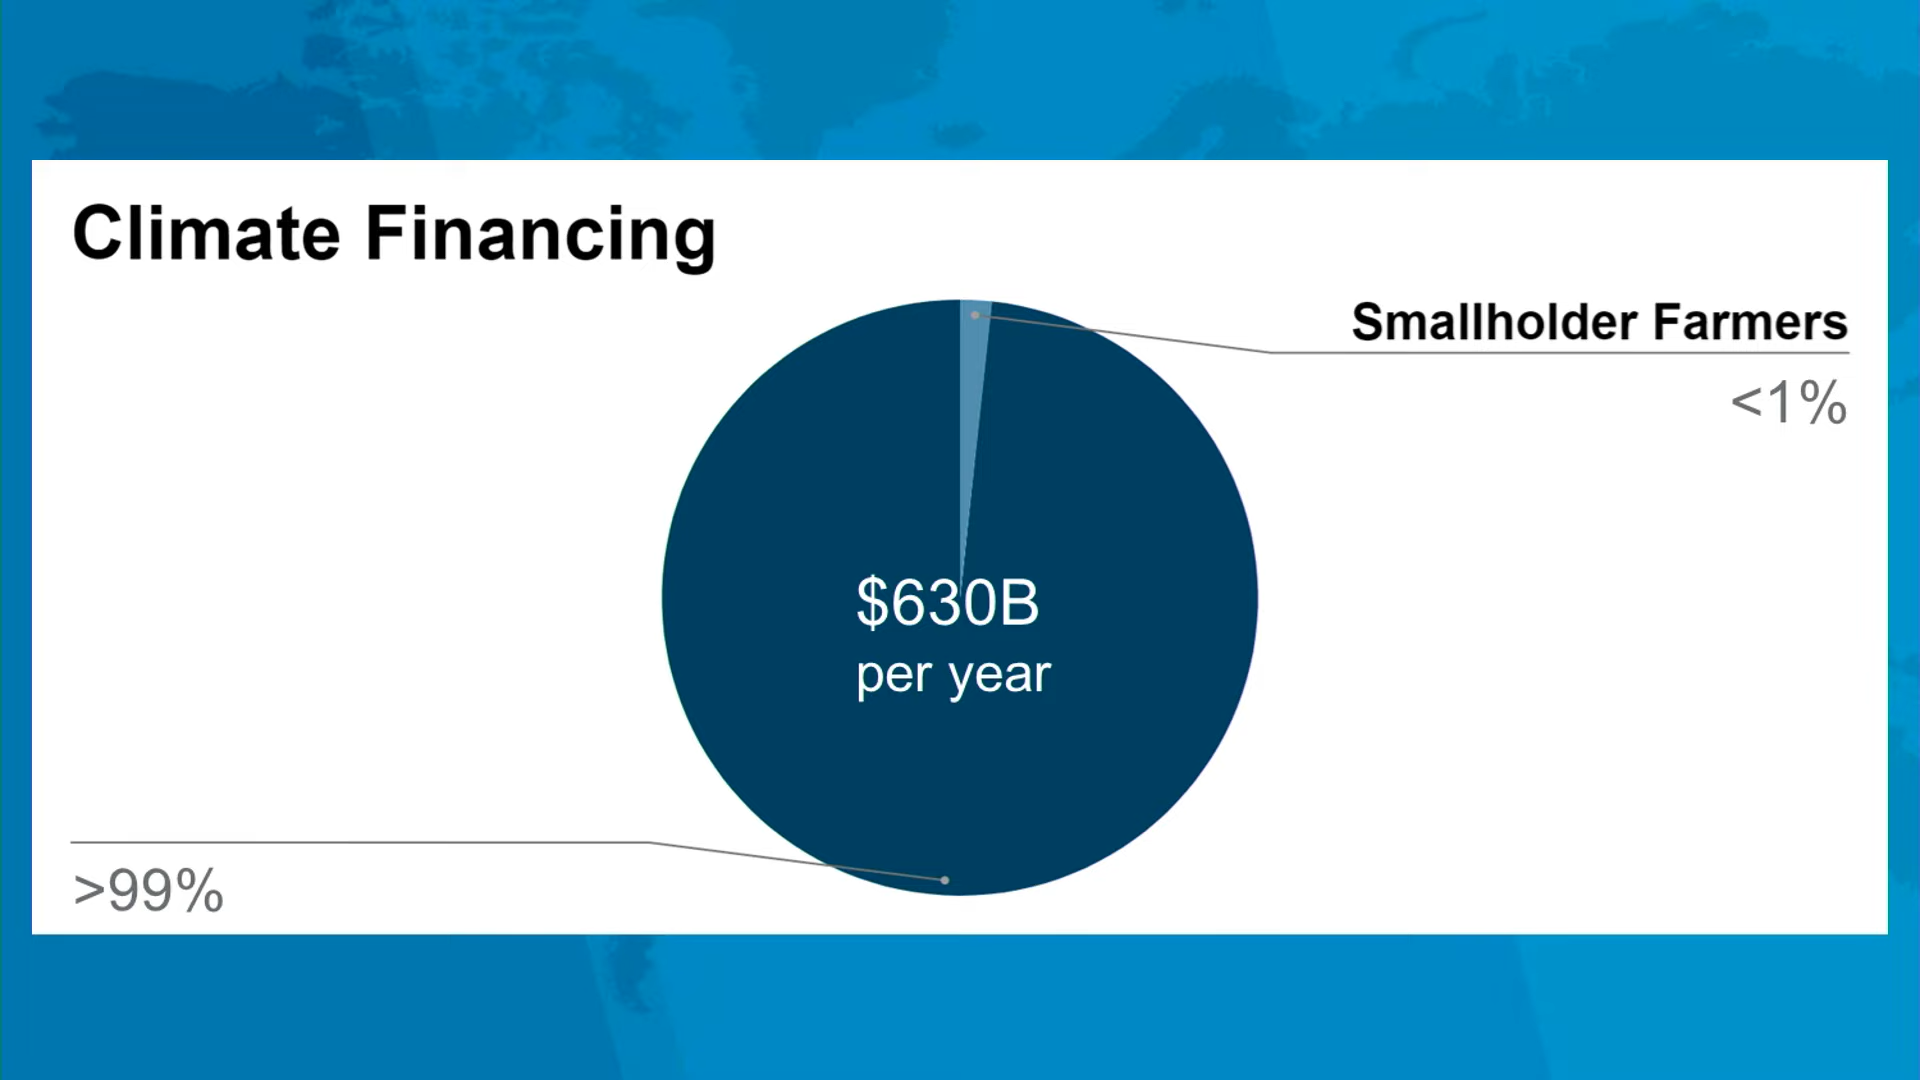 Climate Financing
Smallholder Farmers
<1%
$630B
per year
>99%